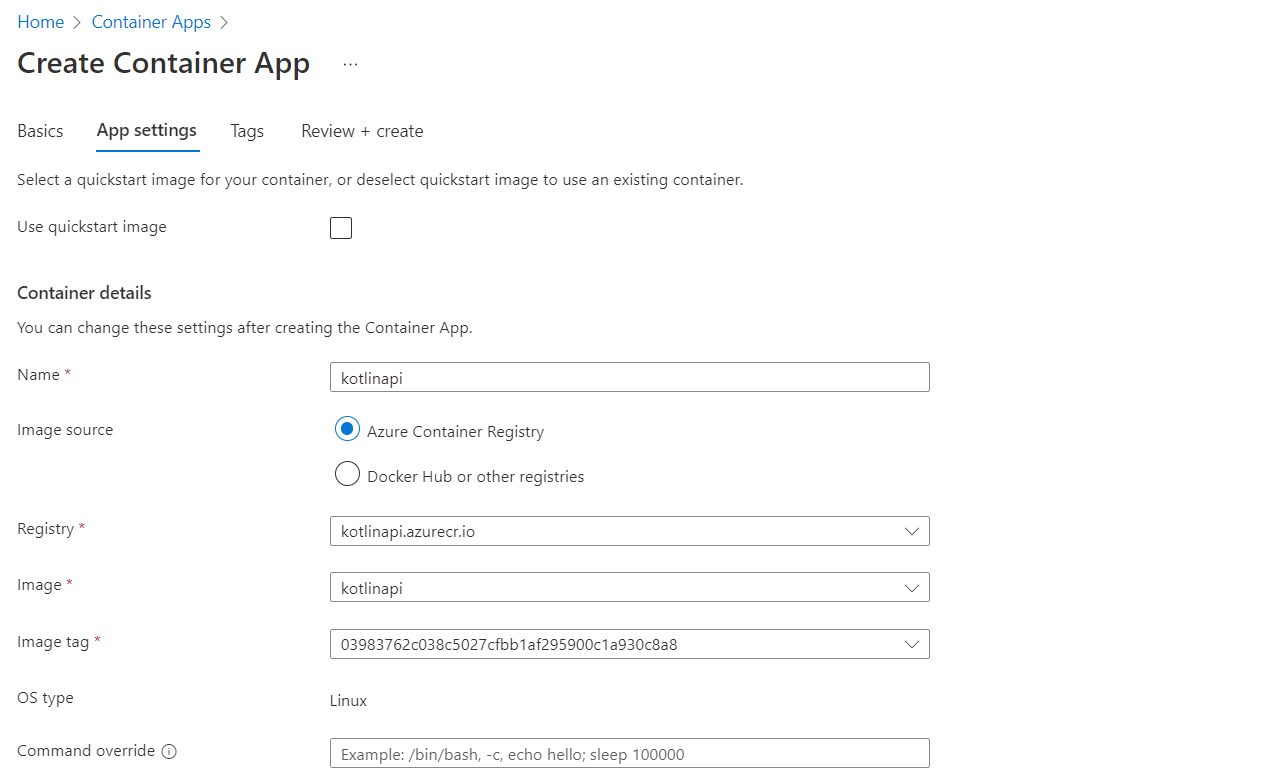 Home > Container Apps >
Create Container App ...
Basics App settings Tags Review + create
Select a quickstart image for your container, or deselect quickstart image to use an existing container.
Use quickstart image
Container details
You can change these settings after creating the Container App.
Name * kotlinapi
Image source Azure Container Registry
Docker Hub or other registries
Registry * kotlinapi.azurecr.io
Image * kotlinapi
Image tag * 03983762c038c5027cfbb1af295900c1a930c8a8
OS type Linux
Command override Example: /bin/bash, -c, echo hello; sleep 100000